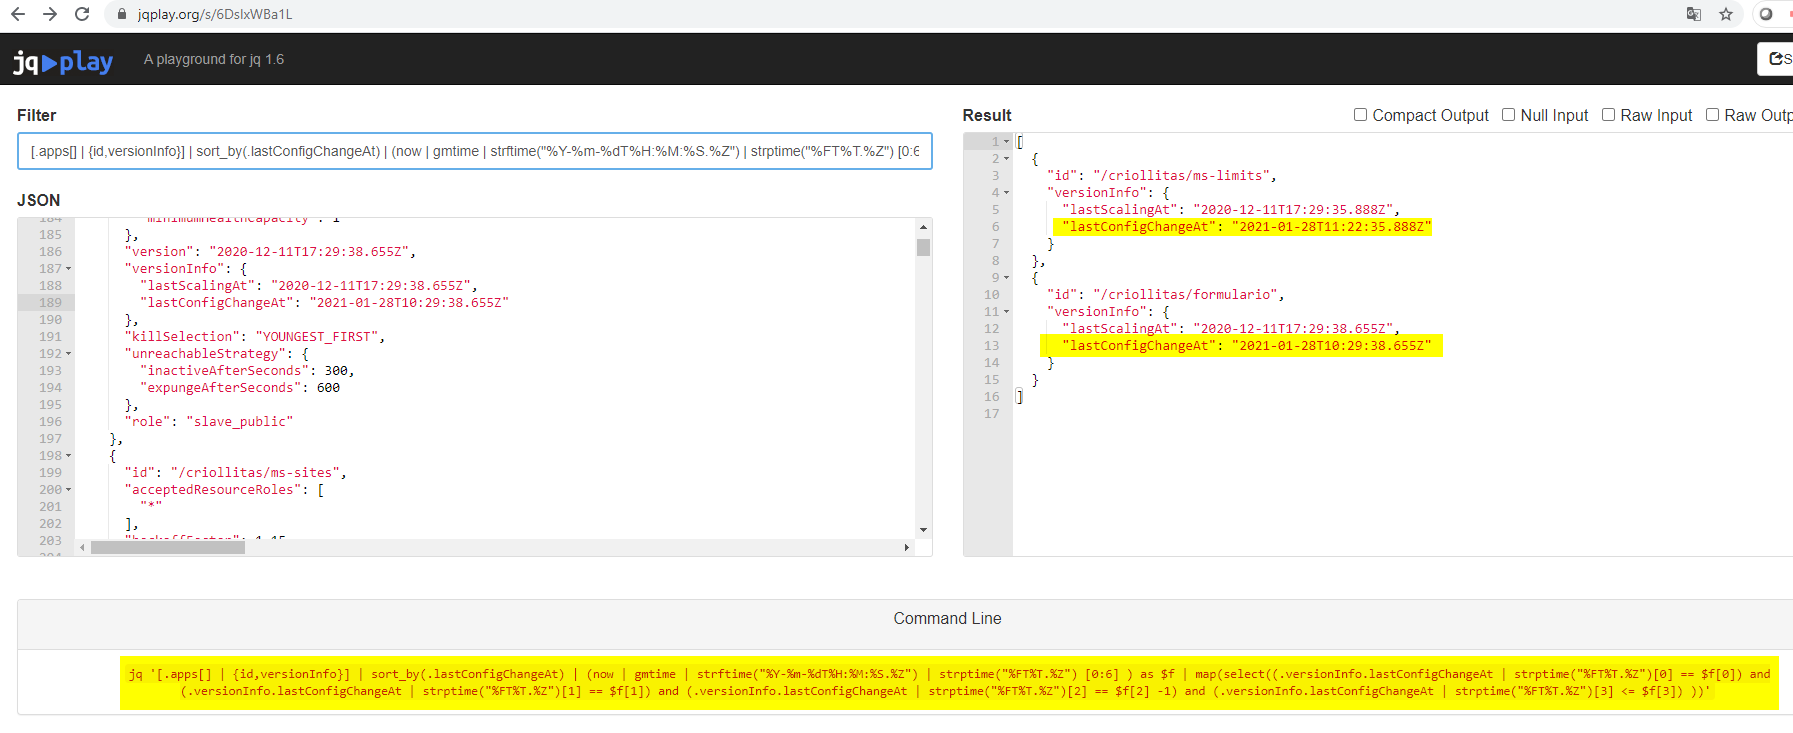 jqplay.org/s/6DsIxWBa1L
jq play
A playground for jq 1.6
Filter
[.apps[] | {id,versionInfo}] | sort_by(.lastConfigChangeAt) | (now | gmtime | strftime("%Y-%m-%dT%H:%M:%S.%Z") | strptime("%FT%T.%Z") [0:6
JSON
184 "minimumHealthCapacity": 1
185 },
186 "version": "2020-12-11T17:29:38.655Z",
187 "versionInfo": {
188 "lastScalingAt": "2020-12-11T17:29:38.655Z",
189 "lastConfigChangeAt": "2021-01-28T10:29:38.655Z"
190 },
191 "killSelection": "YOUNGEST_FIRST",
192 "unreachableStrategy": {
193 "inactiveAfterSeconds": 300,
194 "expungeAfterSeconds": 600
195 },
196 "role": "slave_public"
197 },
198 {
199 "id": "/criollitas/ms-sites",
200 "acceptedResourceRoles": [
201 "*"
202 ],
203 "backoffFactor": 1.15
Result
Compact Output
Null Input
Raw Input
Raw Outp
1 [
2 {
3 "id": "/criollitas/ms-limits",
4 "versionInfo": {
5 "lastScalingAt": "2020-12-11T17:29:35.888Z",
6 "lastConfigChangeAt": "2021-01-28T11:22:35.888Z"
7 }
8 },
9 {
10 "id": "/criollitas/formulario",
11 "versionInfo": {
12 "lastScalingAt": "2020-12-11T17:29:38.655Z",
13 "lastConfigChangeAt": "2021-01-28T10:29:38.655Z"
14 }
15 }
16 ]
17
Command Line
jq '[.apps[] | {id,versionInfo}] | sort_by(.lastConfigChangeAt) | (now | gmtime | strftime("%Y-%m-%dT%H:%M:%S.%Z") | strptime("%FT%T.%Z") [0:6] ) as $f | map(select((.versionInfo.lastConfigChangeAt | strptime("%FT%T.%Z")[0] == $f[0]) and
(.versionInfo.lastConfigChangeAt | strptime("%FT%T.%Z")[1] == $f[1]) and (.versionInfo.lastConfigChangeAt | strptime("%FT%T.%Z")[2] == $f[2] -1) and (.versionInfo.lastConfigChangeAt | strptime("%FT%T.%Z")[3] <= $f[3]) ))'